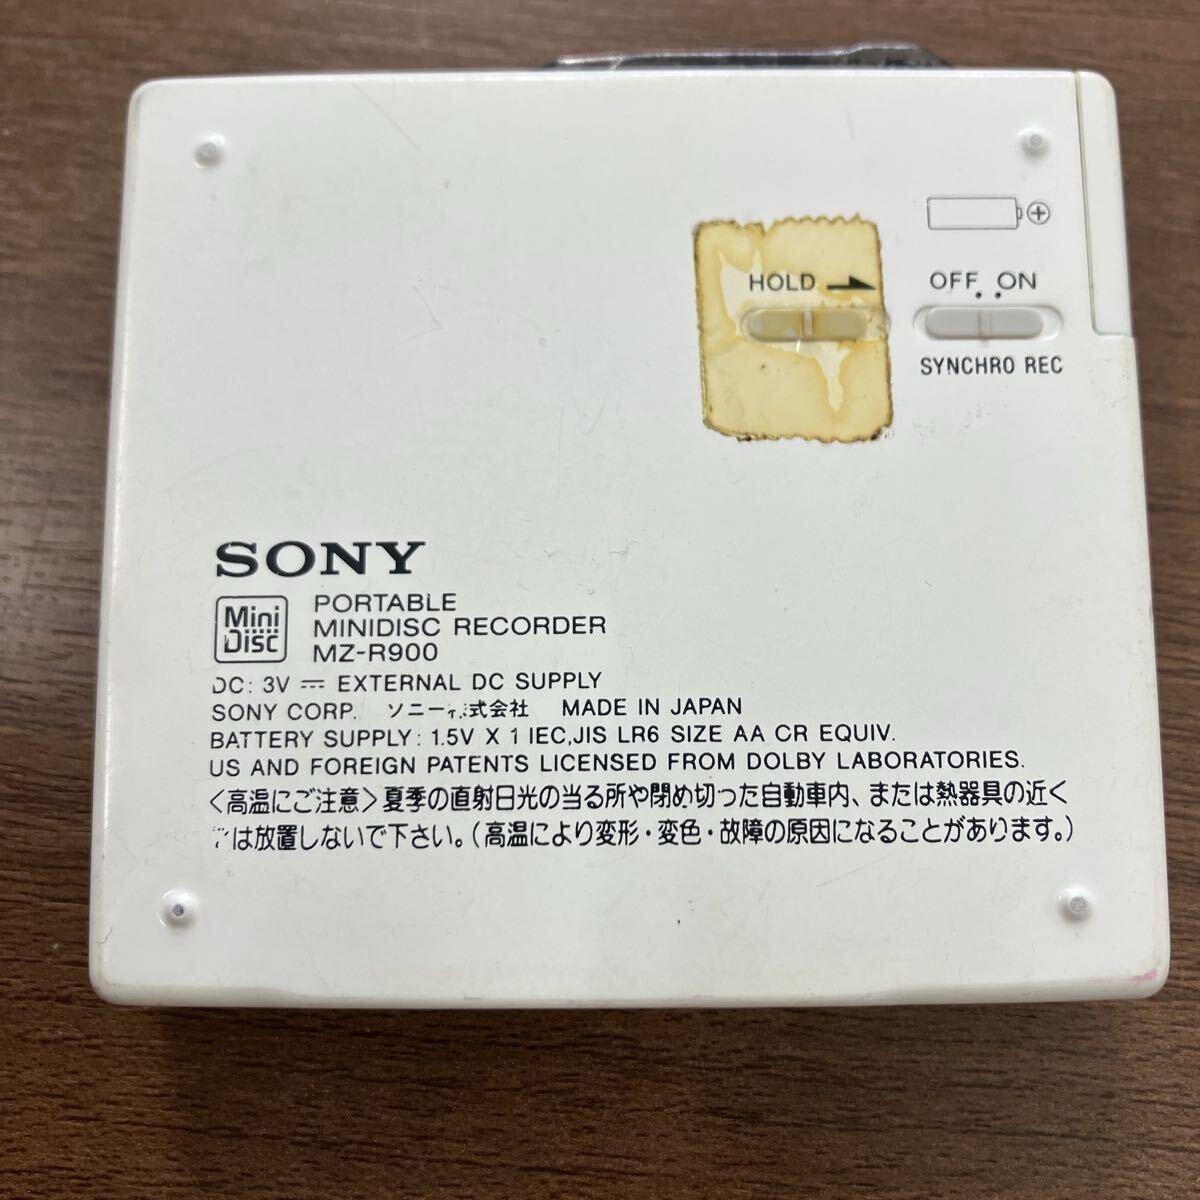 HOLD
OFF ON
SYNCHRO REC
SONY
Mini Disc
PORTABLE
MINIDISC RECORDER
MZ-R900
DC: 3V ⎓ EXTERNAL DC SUPPLY
SONY CORP. ソニー 式会社 MADE IN JAPAN
BATTERY SUPPLY: 1.5V X 1 IEC,JIS LR6 SIZE AA CR EQUIV.
US AND FOREIGN PATENTS LICENSED FROM DOLBY LABORATORIES.
<高温にご注意>夏季の直射日光の当る所や閉め切った自動車内、または熱器具の近く
は放置しないで下さい。(高温により変形・変色・故障の原因になることがあります。)